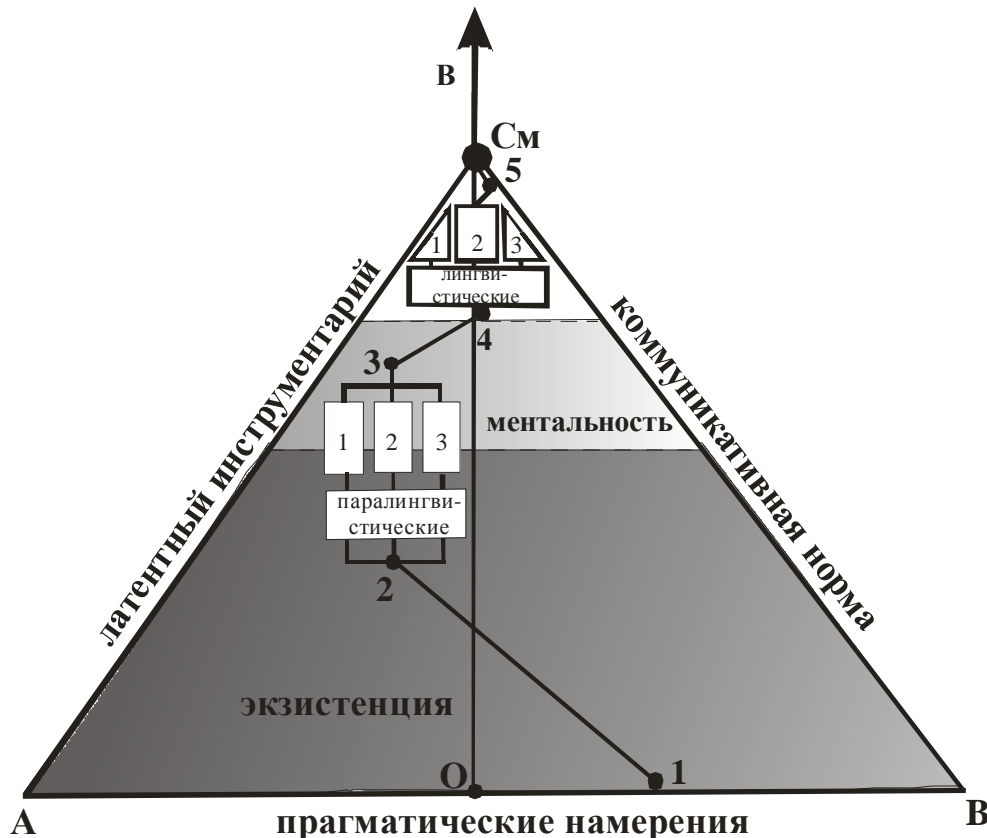 В
См
5
1 2 3
лингви-
стические
4
3
1 2 3
ментальность
паралингви-
стические
2
латентный инструментарий
коммуникативная норма
экзистенция
О
1
А
В
прагматические намерения